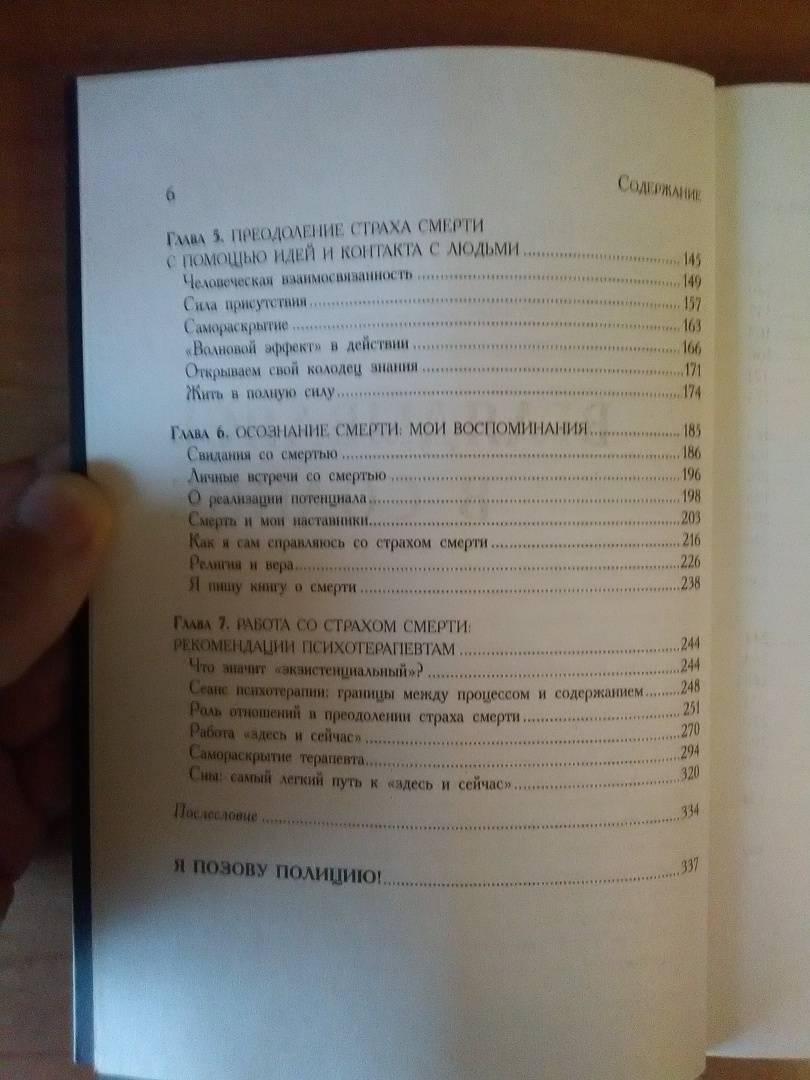 6 Содержание
Глава 5. ПРЕОДОЛЕНИЕ СТРАХА СМЕРТИ
С ПОМОЩЬЮ ИДЕЙ И КОНТАКТА С ЛЮДЬМИ 145
Человеческая взаимосвязанность 149
Сила присутствия 157
Самораскрытие 163
«Волновой эффект» в действии 166
Открываем свой колодец знания 171
Жить в полную силу 174
Глава 6. ОСОЗНАНИЕ СМЕРТИ: МОИ ВОСПОМИНАНИЯ 185
Свидания со смертью 186
Личные встречи со смертью 196
О реализации потенциала 198
Смерть и мои наставники 203
Как я сам справляюсь со страхом смерти 216
Религия и вера 226
Я пишу книгу о смерти 238
Глава 7. РАБОТА СО СТРАХОМ СМЕРТИ:
РЕКОМЕНДАЦИИ ПСИХОТЕРАПЕВТАМ 244
Что значит «экзистенциальный»? 244
Сеанс психотерапии: границы между процессом и содержанием 248
Роль отношений в преодолении страха смерти 251
Работа «здесь и сейчас» 270
Самораскрытие терапевта 294
Сны: самый легкий путь к «здесь и сейчас» 320
Послесловие 334
Я ПОЗОВУ ПОЛИЦИЮ! 337